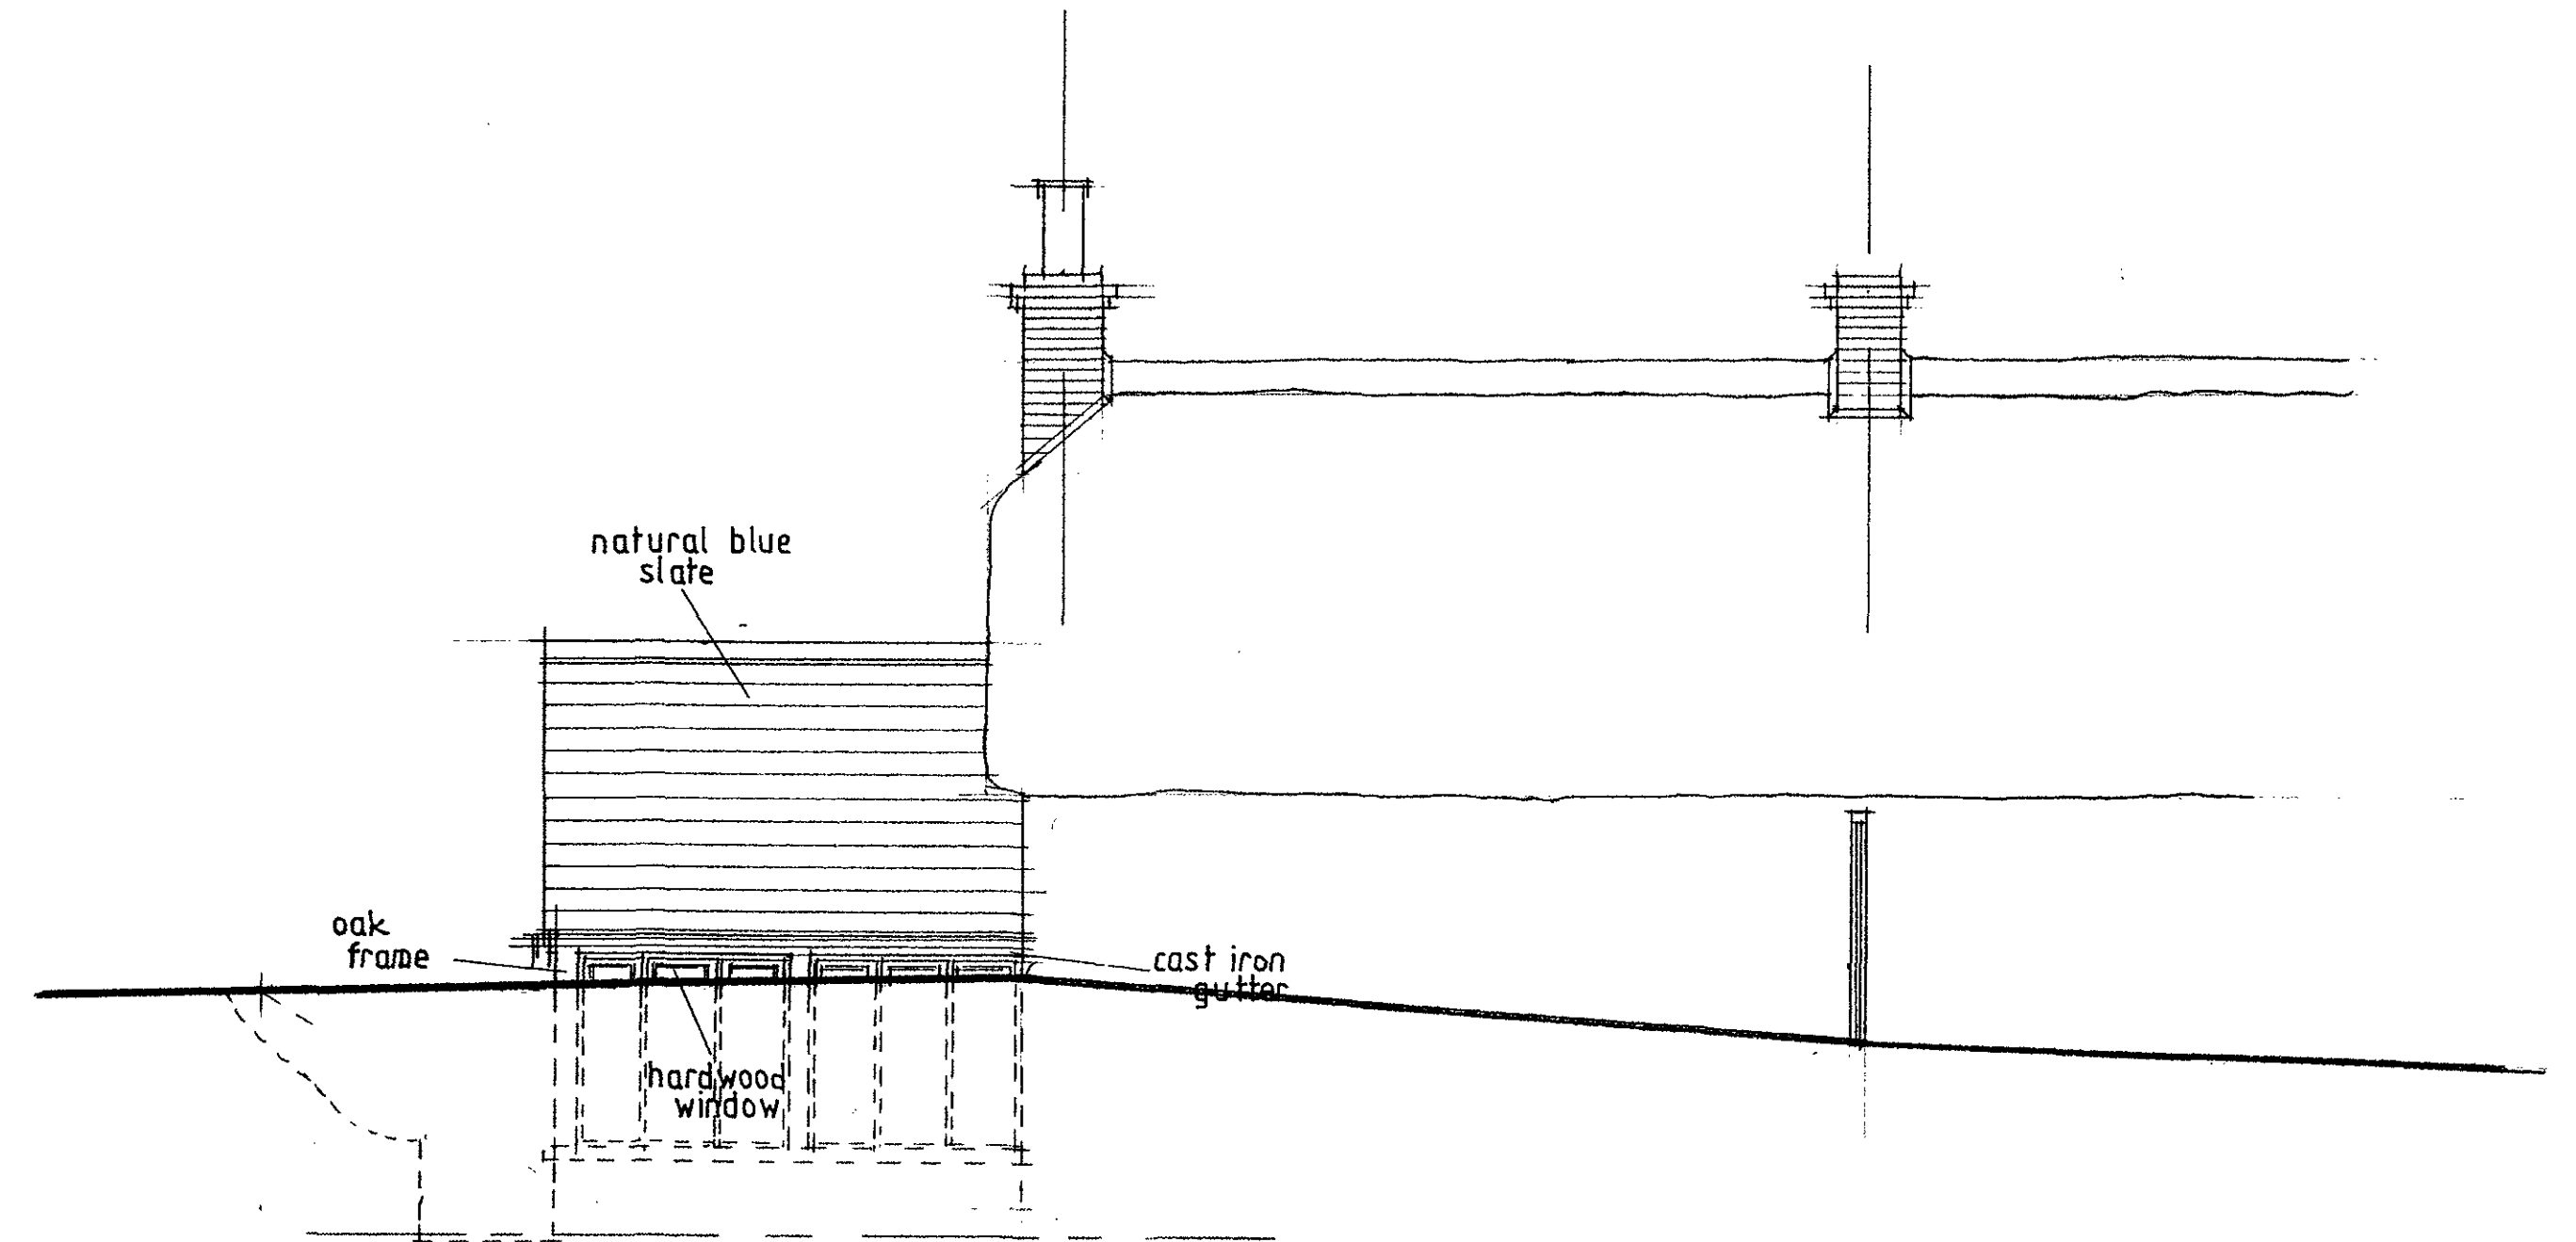 natural blue
slate
oak
frame
cast iron
gutter
hardwood
window